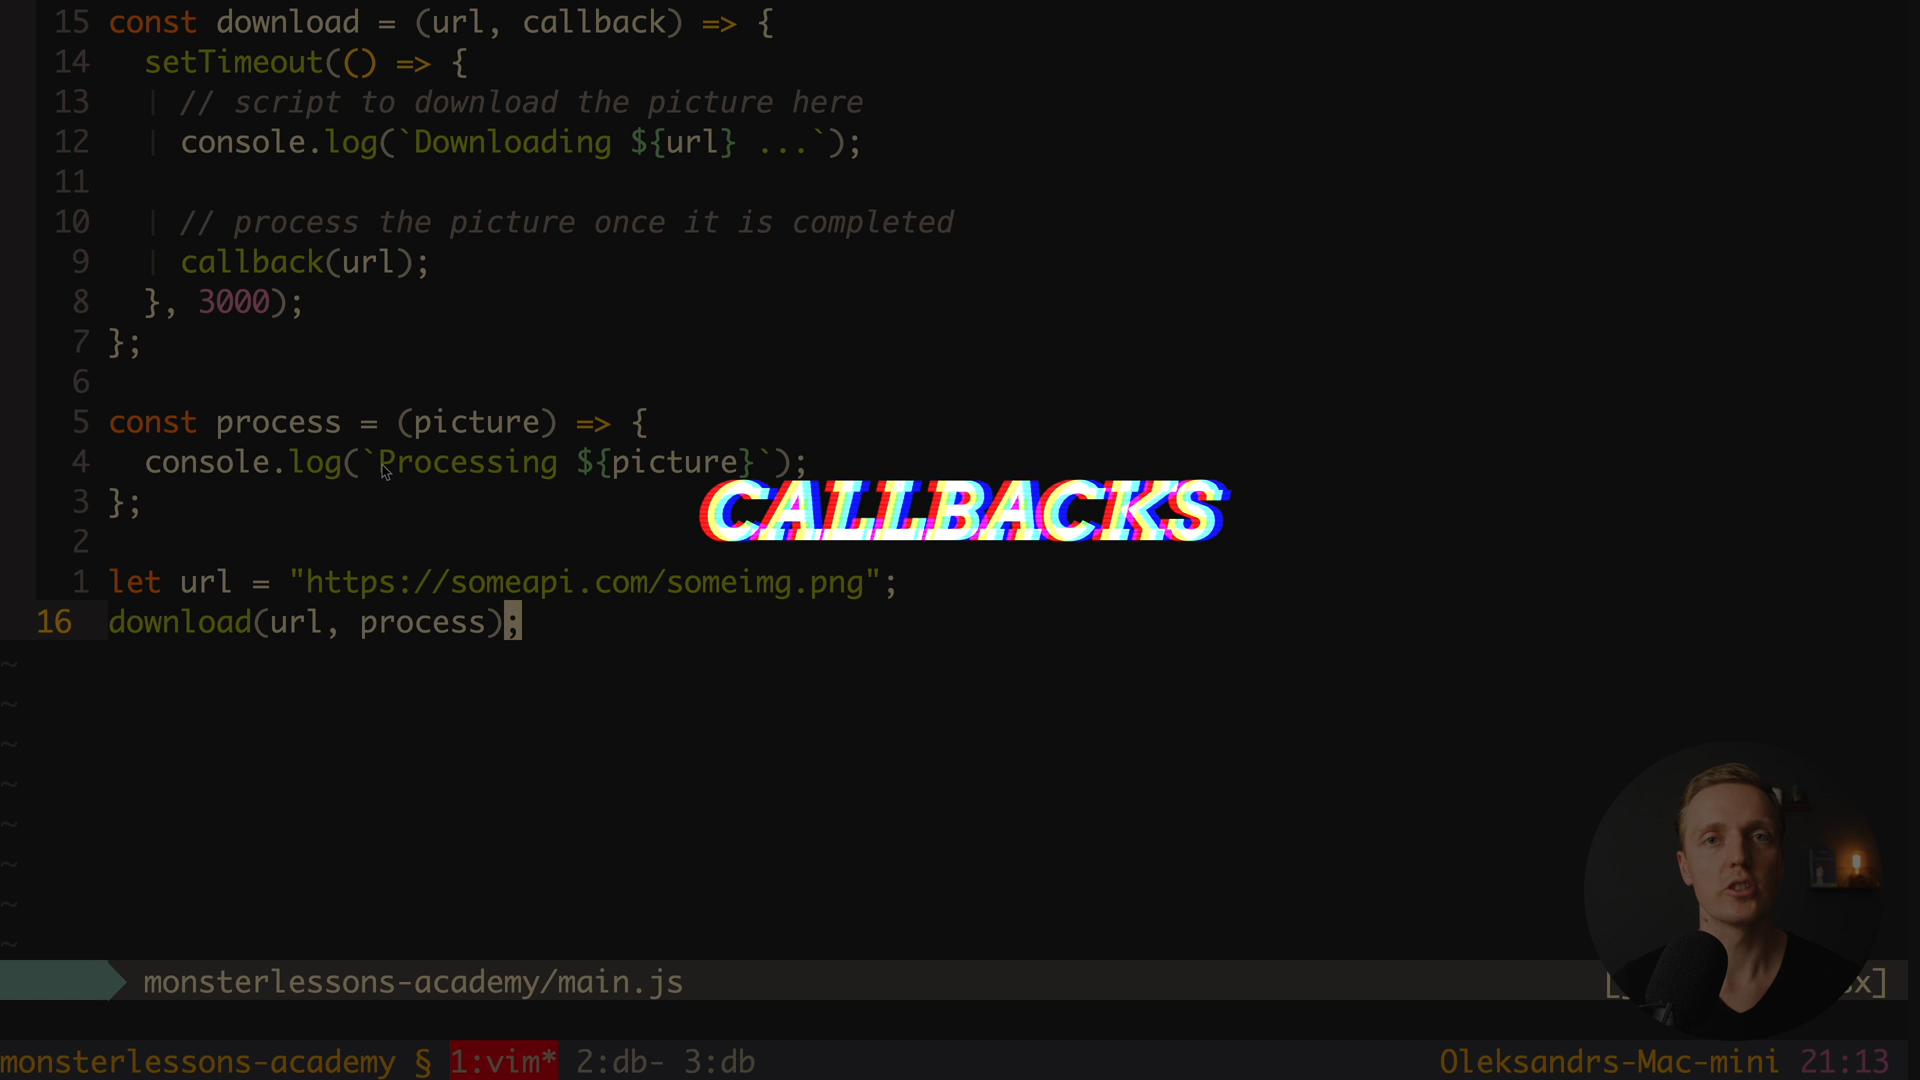 15 const download = (url, callback) => {
14 setTimeout(() => {
13 | // script to download the picture here
12 | console.log(`Downloading ${url} ...`);
11
10 | // process the picture once it is completed
9 | callback(url);
8 }, 3000);
7 };
6
5 const process = (picture) => {
4 console.log(`Processing ${picture}`);
3 };
2
1 let url = "https://someapi.com/someimg.png";
16 download(url, process);
CALLBACKS
~
~
~
~
~
~
~
~
monsterlessons-academy/main.js
monsterlessons-academy § 1:vim* 2:db- 3:db Oleksandrs-Mac-mini 21:13